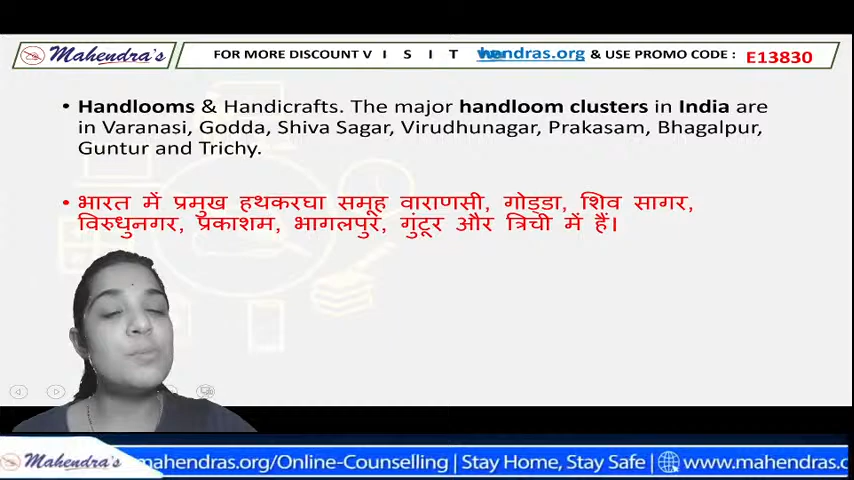 Mahendra's
FOR MORE DISCOUNT V I S I T hendras.org & USE PROMO CODE : E13830
• Handlooms & Handicrafts. The major handloom clusters in India are
in Varanasi, Godda, Shiva Sagar, Virudhunagar, Prakasam, Bhagalpur,
Guntur and Trichy.
• भारत में प्रमुख हथकरघा समूह वाराणसी, गोड्डा, शिव सागर,
विरुधुनगर, प्रकाशम, भागलपुर, गुंटूर और त्रिची में हैं।
Mahendra's
mahendras.org/Online-Counselling | Stay Home, Stay Safe | www.mahendras.c